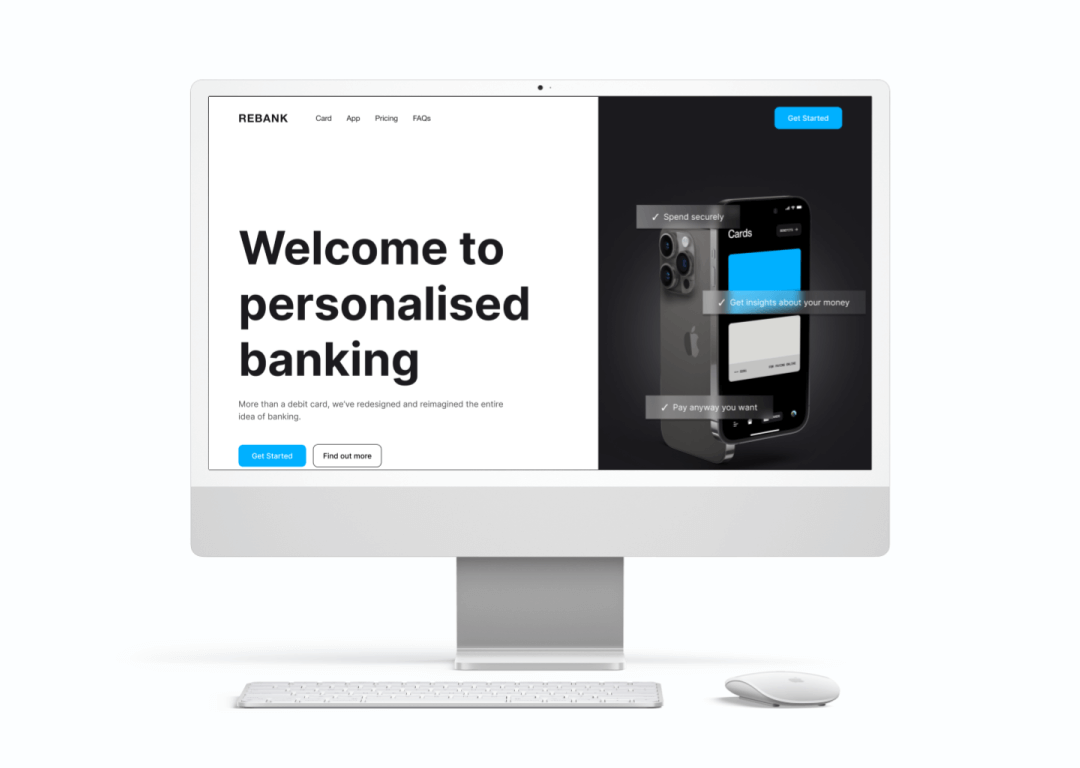 REBANK
Card App Pricing FAQs
Get Started
Welcome to
personalised
banking
More than a debit card, we've redesigned and reimagined the entire
idea of banking.
Get Started
Find out more
✓ Spend securely
Cards
✓ Get insights about your money
✓ Pay anyway you want